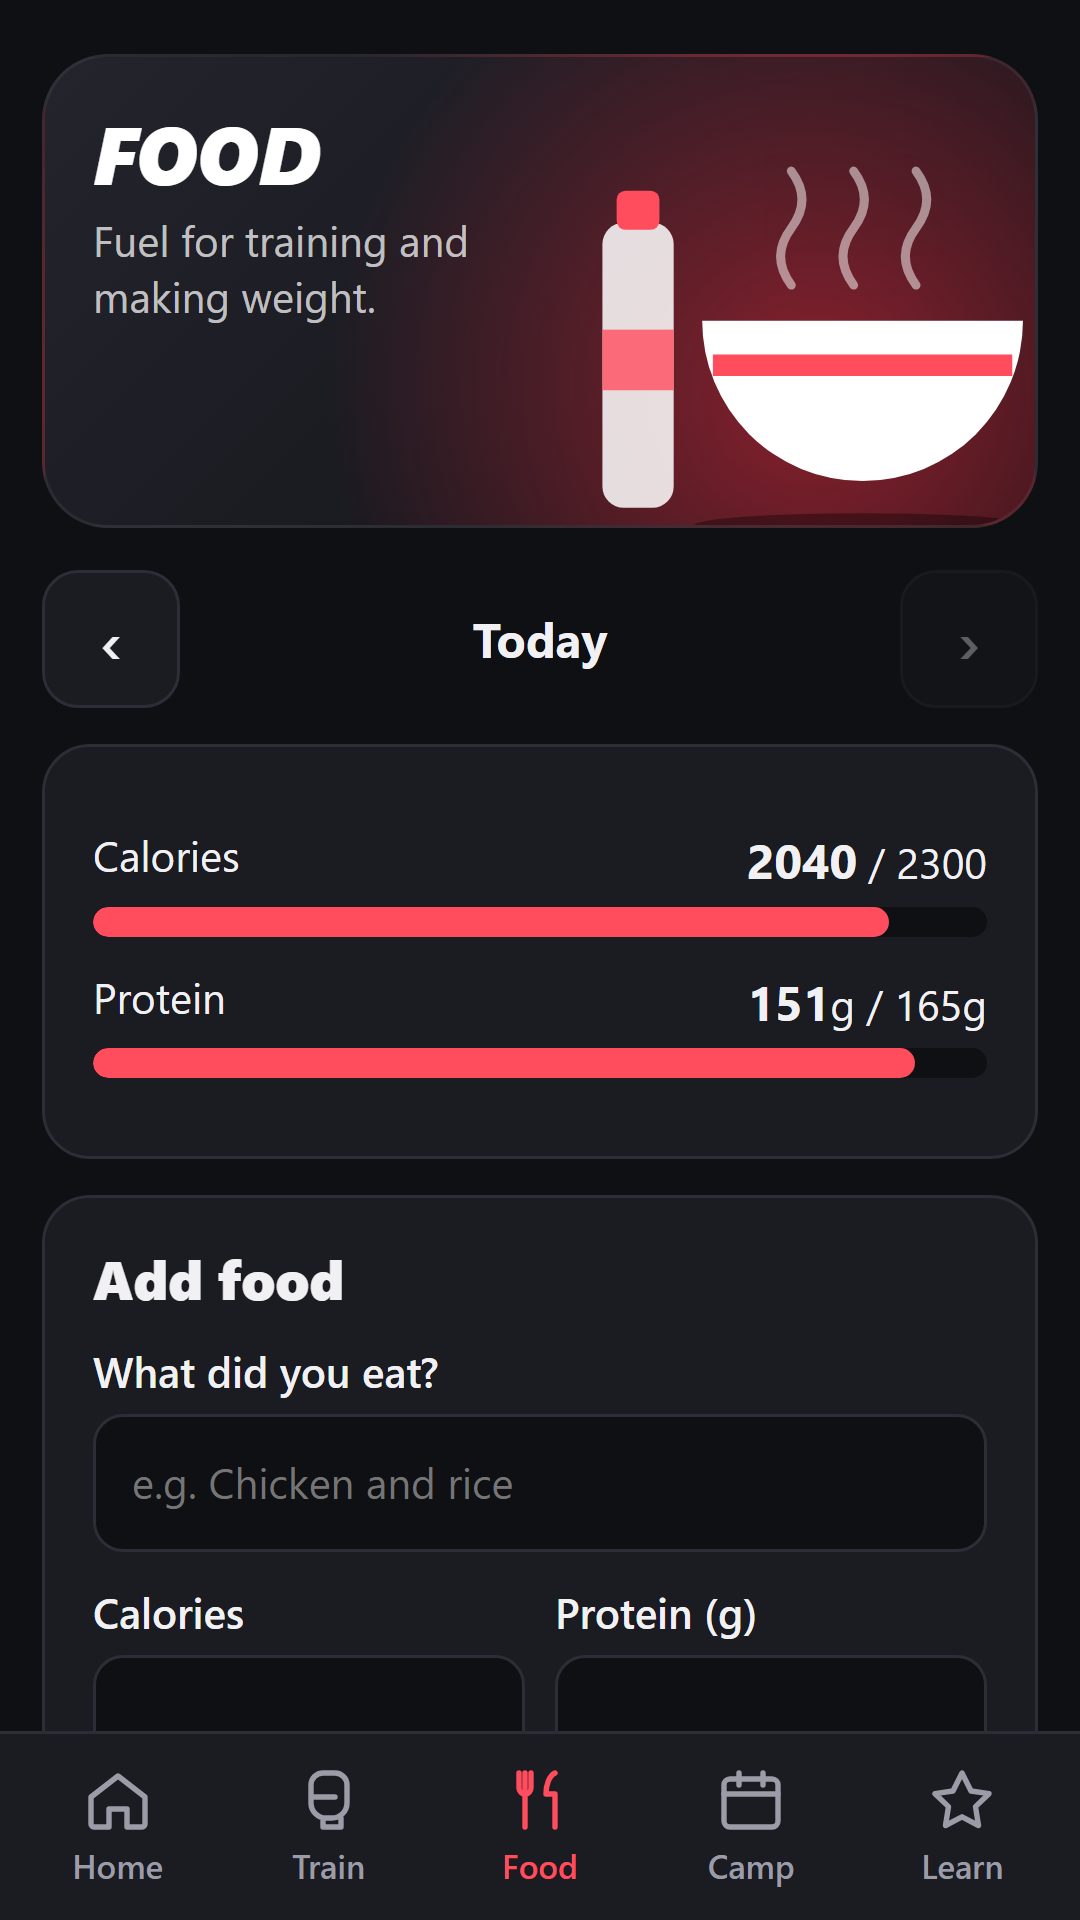 FOOD
Fuel for training and
making weight.
‹
Today
›
Calories
2040 / 2300
Protein
151g / 165g
Add food
What did you eat?
e.g. Chicken and rice
Calories
Protein (g)
Home
Train
Food
Camp
Learn